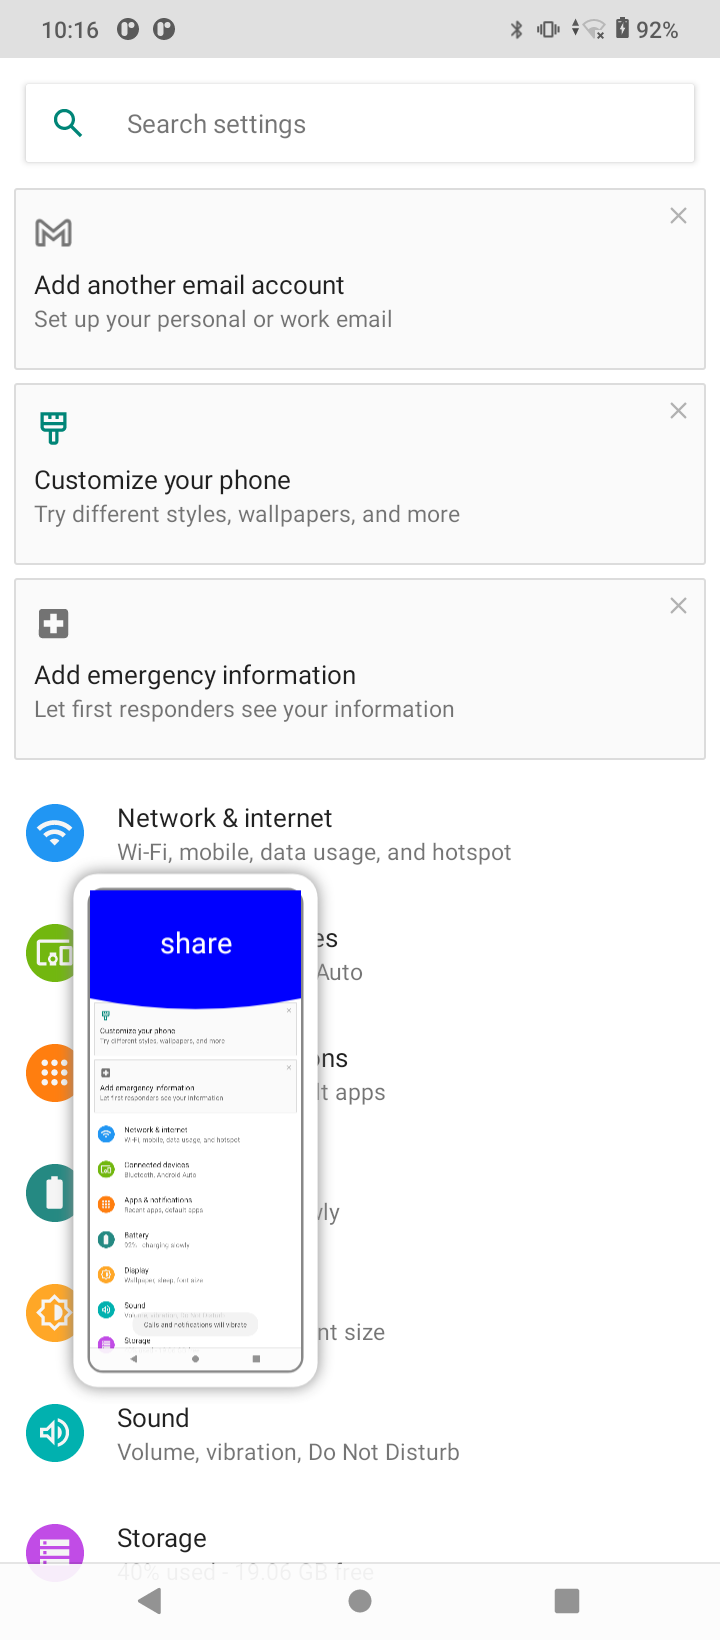 10:16
92%
Search settings
Add another email account
Set up your personal or work email
Customize your phone
Try different styles, wallpapers, and more
Add emergency information
Let first responders see your information
Network & internet
Wi-Fi, mobile, data usage, and hotspot
es
Auto
ons
lt apps
wly
nt size
share
Customize your phone
Try different styles, wallpapers, and more
Add emergency information
Let first responders see your information
Network & internet
Wi-Fi, mobile, data usage, and hotspot
Connected devices
Bluetooth, Android Auto
Apps & notifications
Recent apps, default apps
Battery
Display
Wallpaper, sleep, font size
Sound
Calls and notifications will vibrate
Storage
Sound
Volume, vibration, Do Not Disturb
Storage
40% used - 19.06 GB free